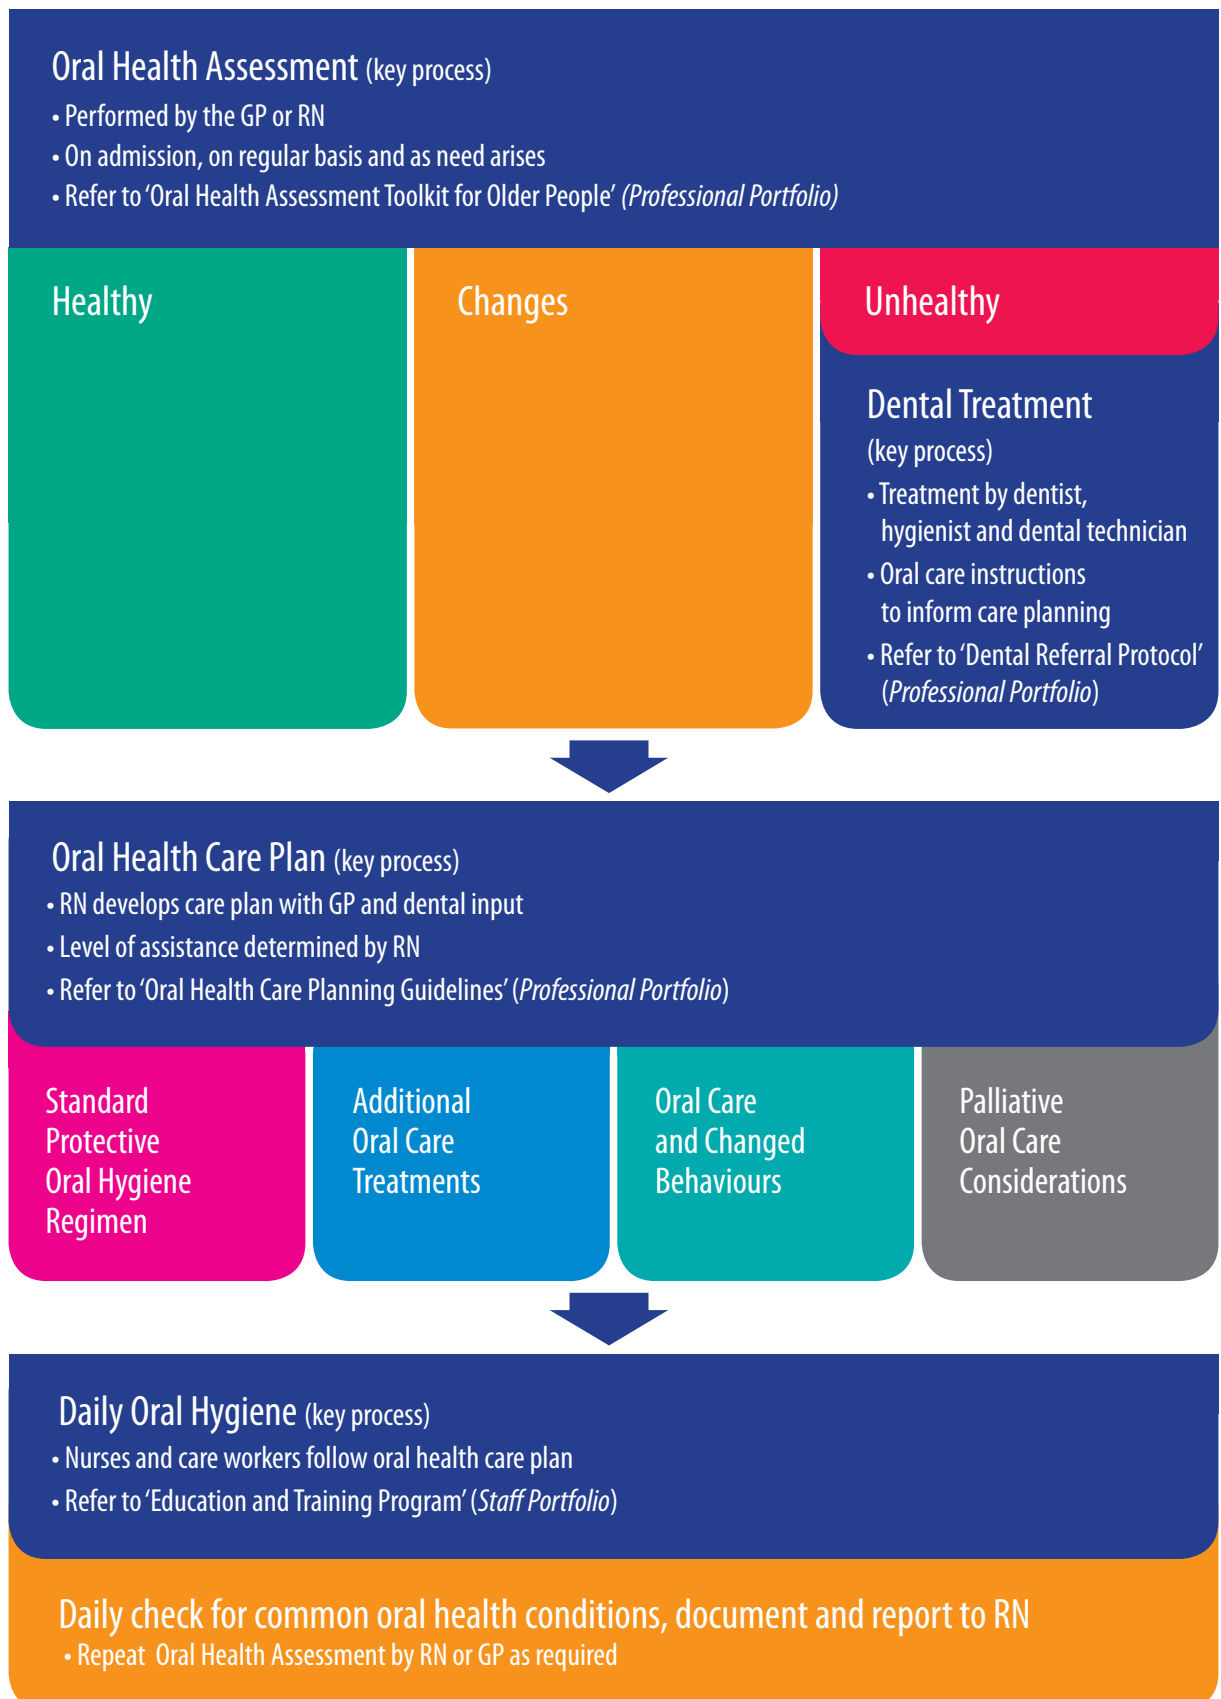 Oral Health Assessment (key process)
• Performed by the GP or RN
• On admission, on regular basis and as need arises
• Refer to ‘Oral Health Assessment Toolkit for Older People’ (Professional Portfolio)
Healthy
Changes
Unhealthy
Dental Treatment
(key process)
• Treatment by dentist,
hygienist and dental technician
• Oral care instructions
to inform care planning
• Refer to ‘Dental Referral Protocol’
(Professional Portfolio)
Oral Health Care Plan (key process)
• RN develops care plan with GP and dental input
• Level of assistance determined by RN
• Refer to ‘Oral Health Care Planning Guidelines’ (Professional Portfolio)
Standard
Protective
Oral Hygiene
Regimen
Additional
Oral Care
Treatments
Oral Care
and Changed
Behaviours
Palliative
Oral Care
Considerations
Daily Oral Hygiene (key process)
• Nurses and care workers follow oral health care plan
• Refer to ‘Education and Training Program’ (Staff Portfolio)
Daily check for common oral health conditions, document and report to RN
• Repeat Oral Health Assessment by RN or GP as required